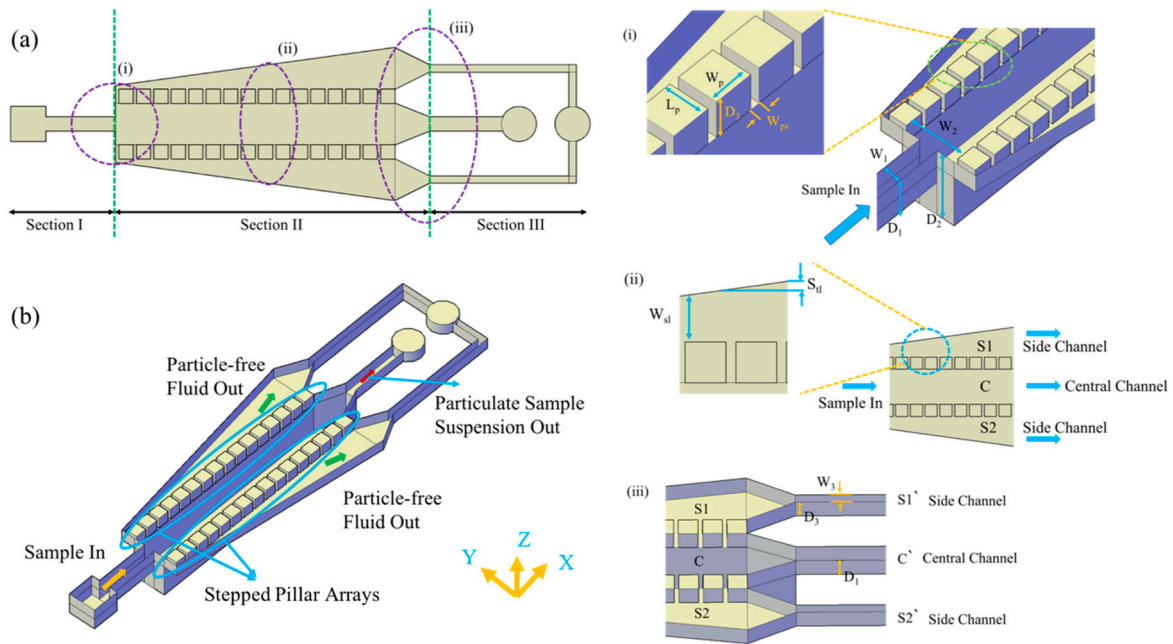 (a)
(i)
(ii)
(iii)
Section I
Section II
Section III
(b)
Particle-free
Fluid Out
Particulate Sample
Suspension Out
Particle-free
Fluid Out
Sample In
Stepped Pillar Arrays
Y
Z
X
(i)
Wp
Lp
D3
Wps
W2
W1
Sample In
D1
D2
(ii)
Stl
Wsl
Sample In
S1
C
S2
Side Channel
Central Channel
Side Channel
(iii)
S1
C
S2
W3
D3
D1
S1` Side Channel
C` Central Channel
S2` Side Channel